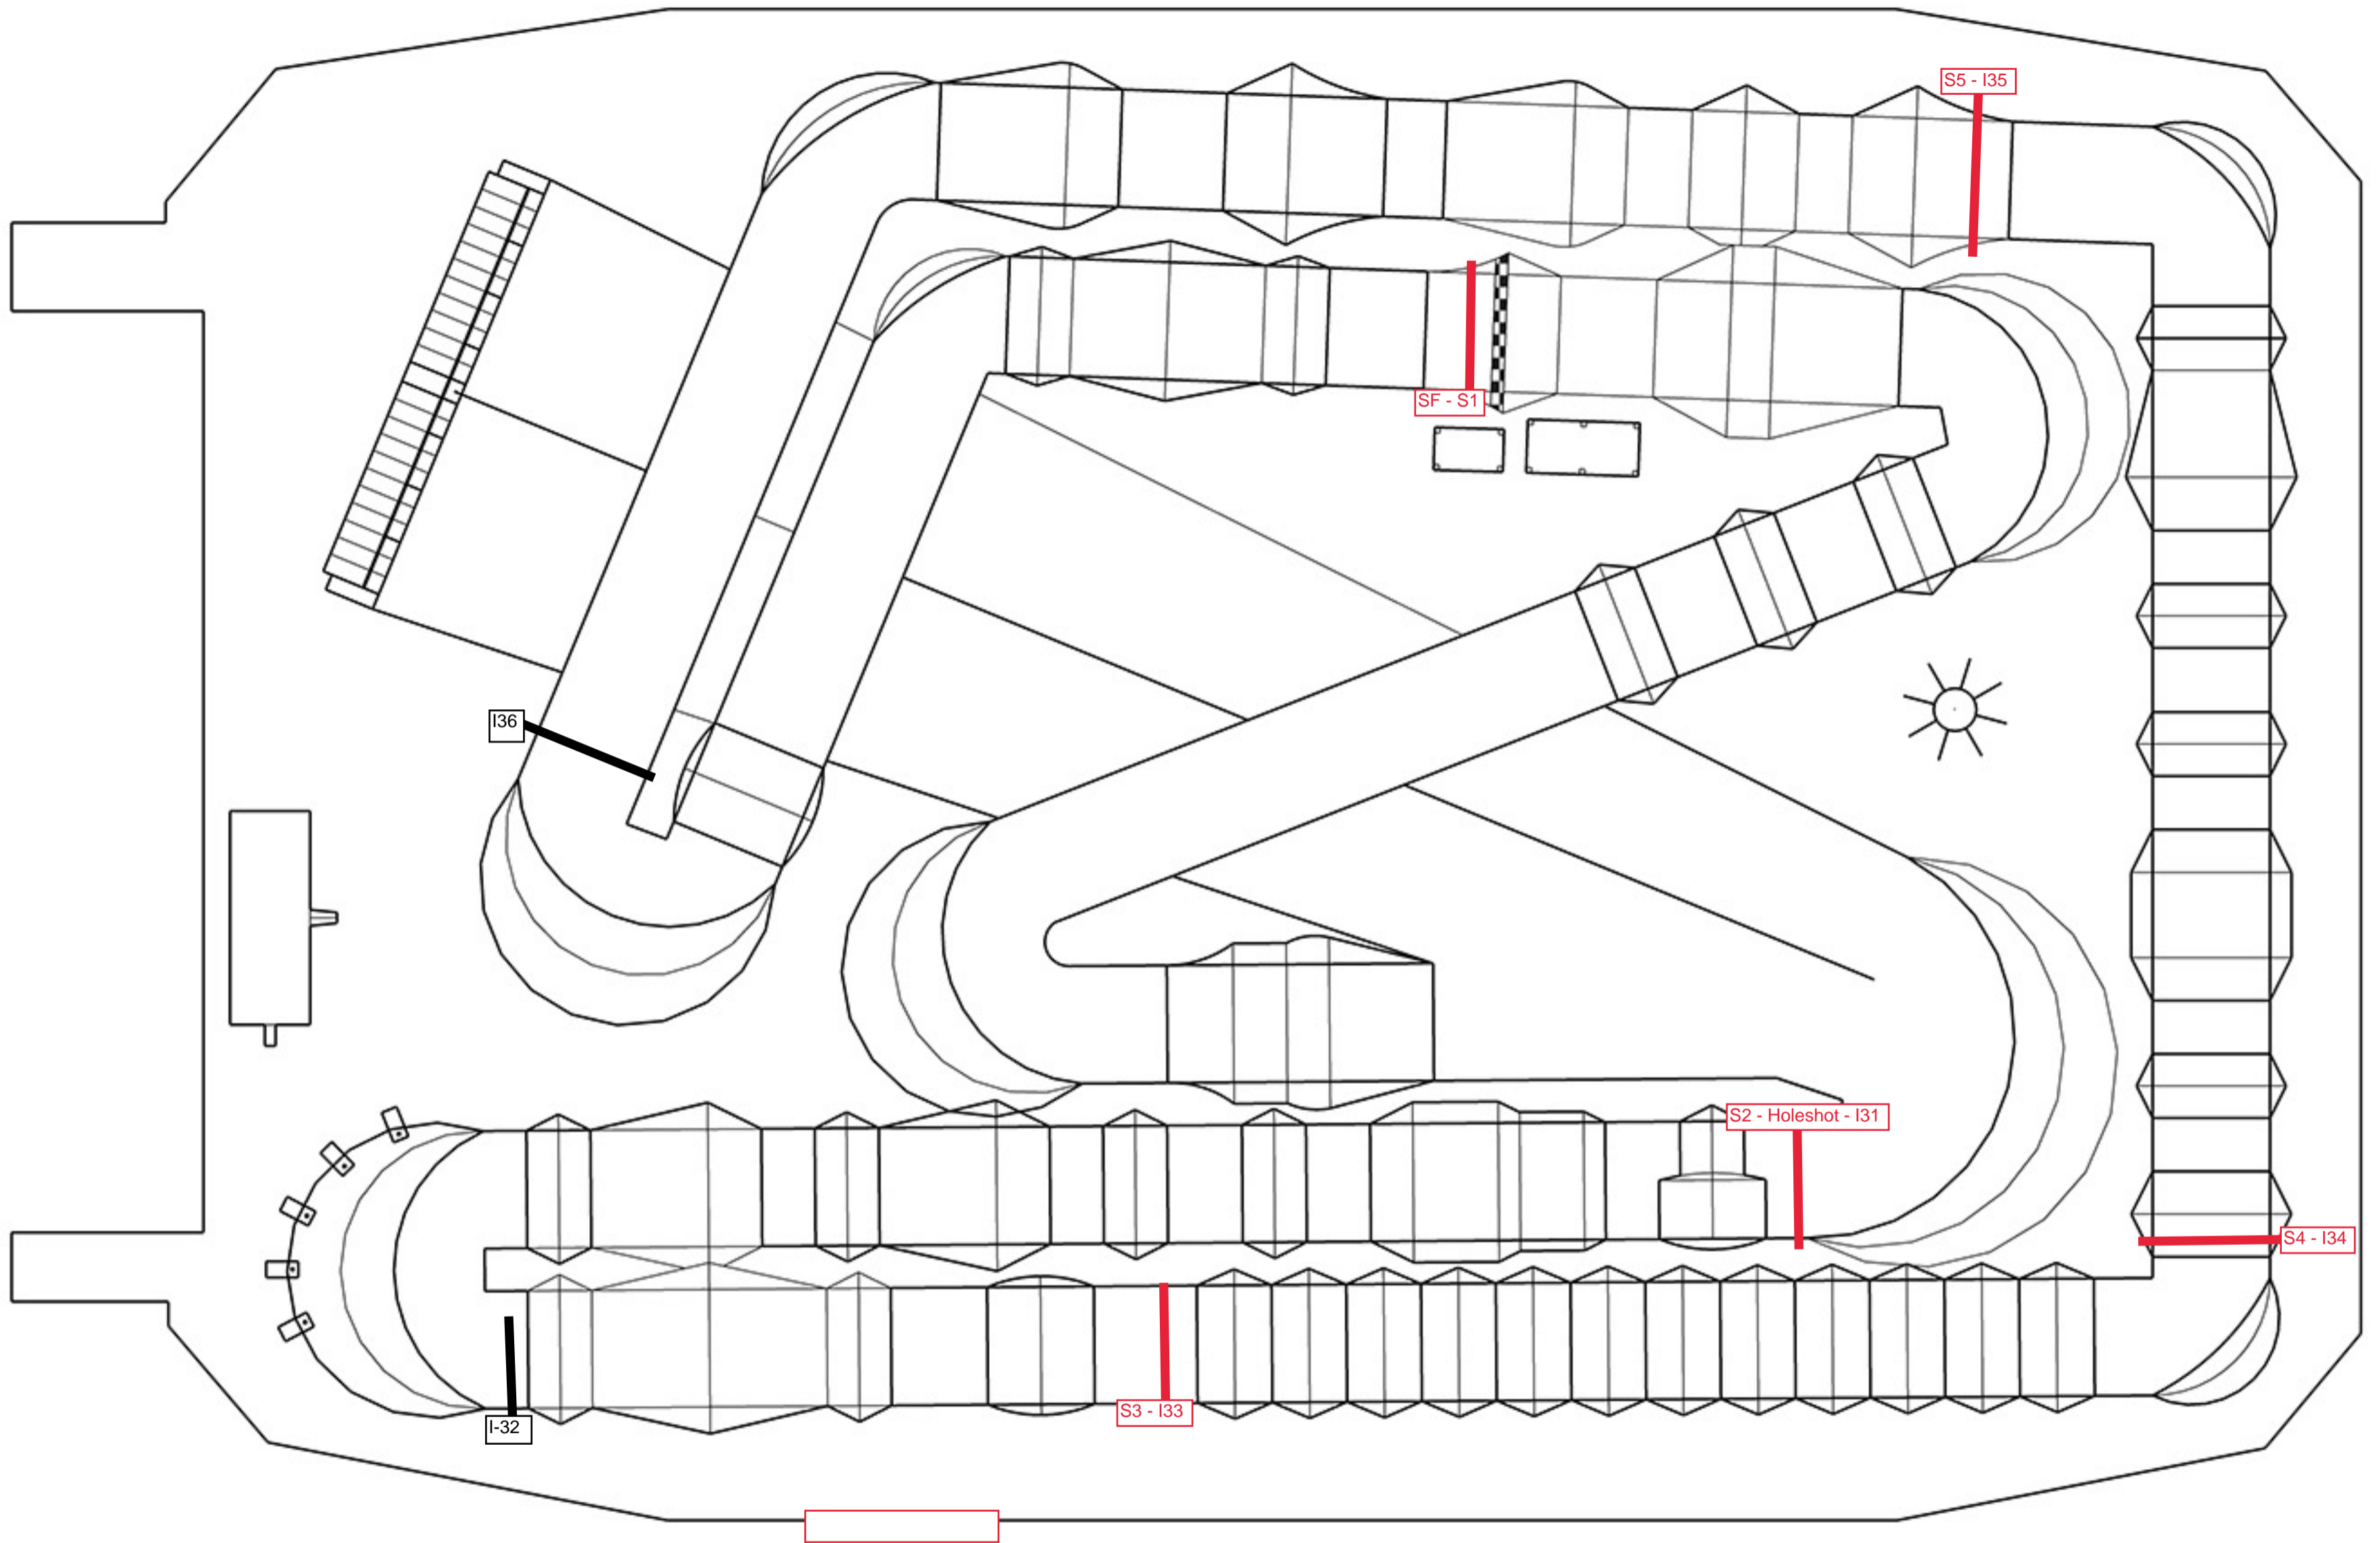 S5 - I35
SF - S1
I36
S2 - Holeshot - I31
S4 - I34
S3 - I33
I-32